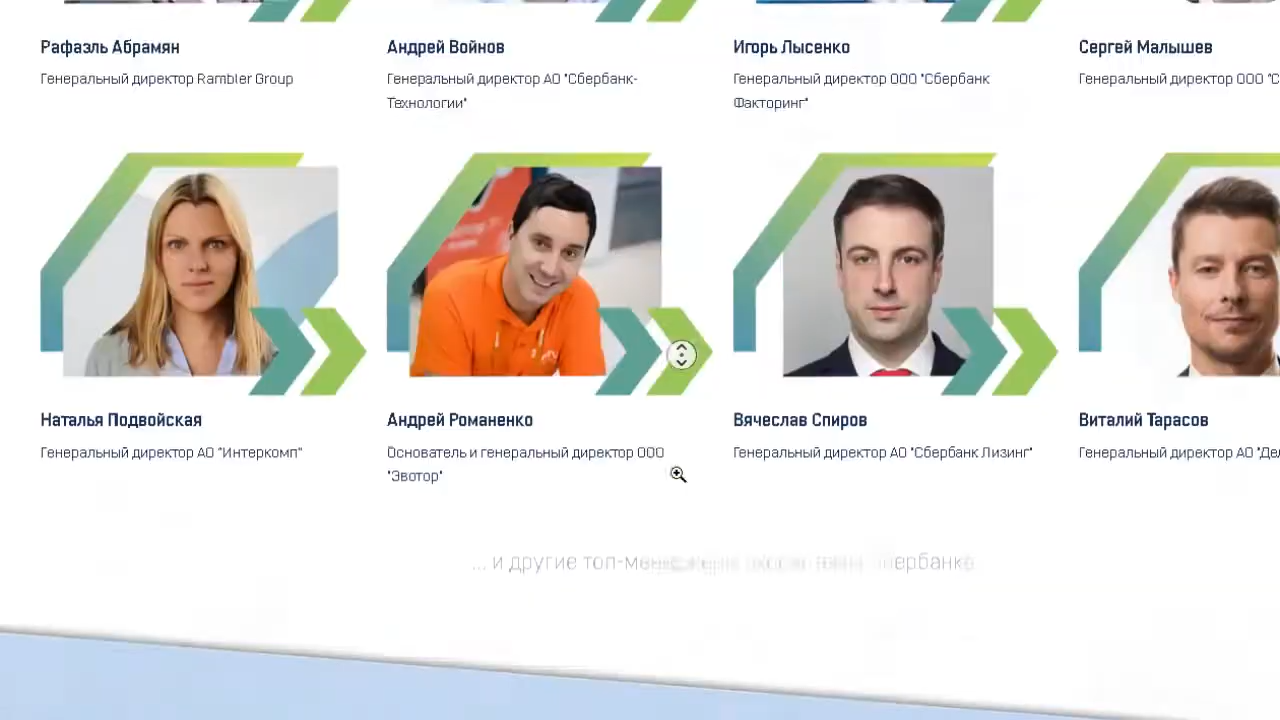 Рафаэль Абрамян
Андрей Войнов
Игорь Лысенко
Сергей Малышев
Генеральный директор Rambler Group
Генеральный директор АО "Сбербанк-
Технологии"
Генеральный директор ООО "Сбербанк
Факторинг"
Генеральный директор ООО "С
Наталья Подвойская
Андрей Романенко
Вячеслав Спиров
Виталий Тарасов
Генеральный директор АО "Интеркомп"
Основатель и генеральный директор ООО
"Эвотор"
Генеральный директор АО "Сбербанк Лизинг"
Генеральный директор АО "Де
... и другие